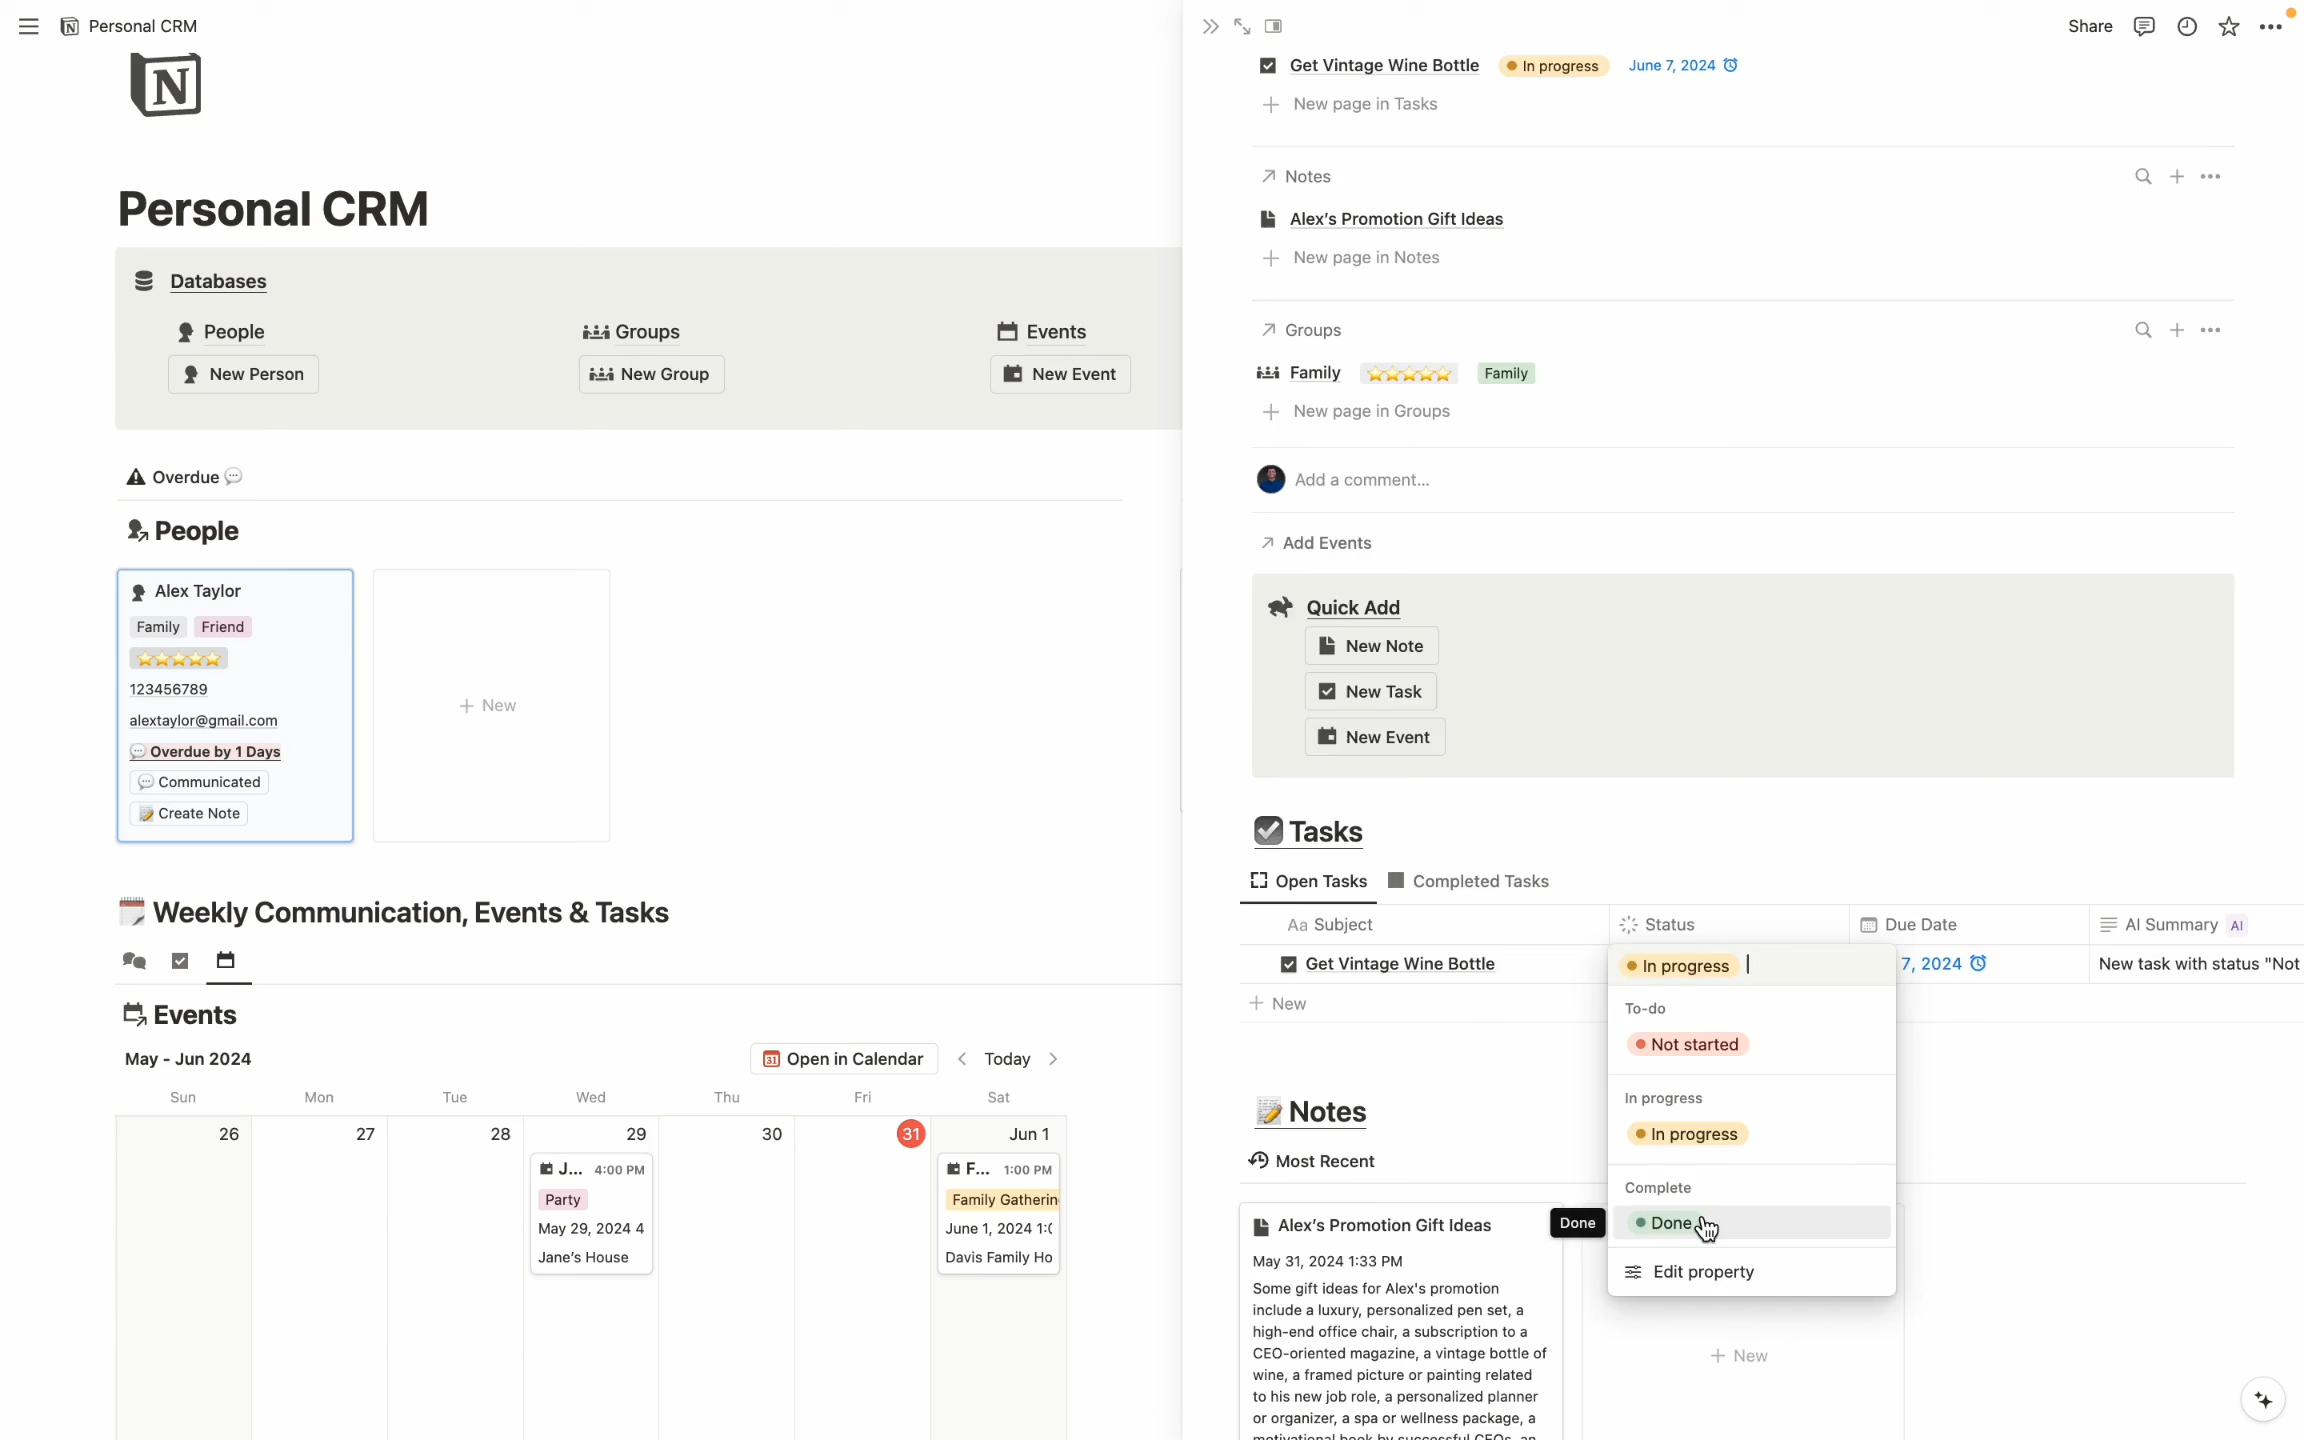 Personal CRM
Personal CRM
Databases
People
Groups
Events
New Person
New Group
New Event
Overdue
People
Alex Taylor
Family Friend
123456789
alextaylor@gmail.com
Overdue by 1 Days
Communicated
Create Note
+ New
Weekly Communication, Events & Tasks
Events
May - Jun 2024
Open in Calendar
Today
Sun Mon Tue Wed Thu Fri Sat
26 27 28 29 30 31 Jun 1
J... 4:00 PM
Party
May 29, 2024 4
Jane's House
F... 1:00 PM
Family Gatherin
June 1, 2024 1:0
Davis Family Ho
Share
Get Vintage Wine Bottle In progress June 7, 2024
New page in Tasks
Notes
Alex's Promotion Gift Ideas
New page in Notes
Groups
Family Family
New page in Groups
Add a comment...
Add Events
Quick Add
New Note
New Task
New Event
Tasks
Open Tasks Completed Tasks
Aa Subject Status Due Date AI Summary AI
Get Vintage Wine Bottle In progress 7, 2024 New task with status "Not
+ New
To-do
Not started
In progress
In progress
Complete
Done
Done
Edit property
Notes
Most Recent
Alex's Promotion Gift Ideas
May 31, 2024 1:33 PM
Some gift ideas for Alex's promotion
include a luxury, personalized pen set, a
high-end office chair, a subscription to a
CEO-oriented magazine, a vintage bottle of
wine, a framed picture or painting related
to his new job role, a personalized planner
or organizer, a spa or wellness package, a
motivational book by successful CEOs, an
+ New